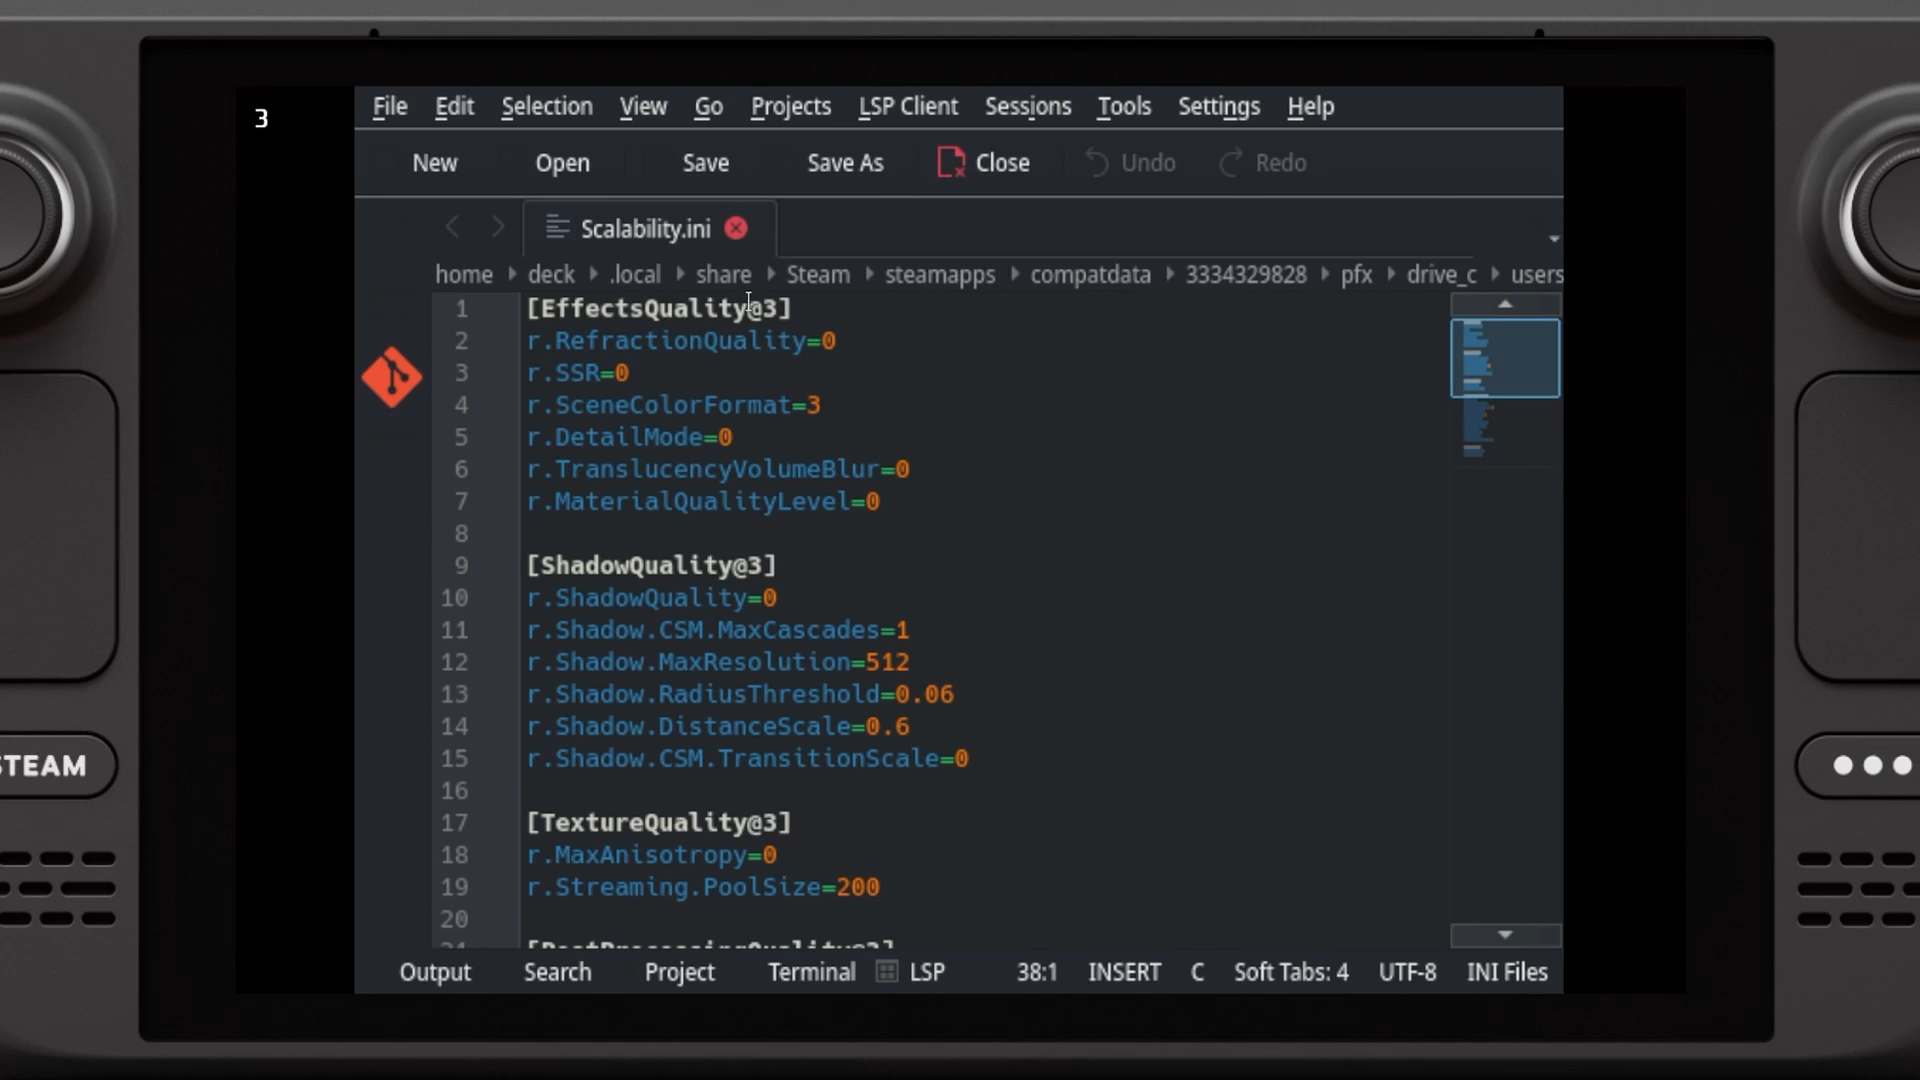 3
File Edit Selection View Go Projects LSP Client Sessions Tools Settings Help
New Open Save Save As Close Undo Redo
Scalability.ini
home deck .local share Steam steamapps compatdata 3334329828 pfx drive_c users
1 [EffectsQuality@3]
2 r.RefractionQuality=0
3 r.SSR=0
4 r.SceneColorFormat=3
5 r.DetailMode=0
6 r.TranslucencyVolumeBlur=0
7 r.MaterialQualityLevel=0
8
9 [ShadowQuality@3]
10 r.ShadowQuality=0
11 r.Shadow.CSM.MaxCascades=1
12 r.Shadow.MaxResolution=512
13 r.Shadow.RadiusThreshold=0.06
14 r.Shadow.DistanceScale=0.6
15 r.Shadow.CSM.TransitionScale=0
16
17 [TextureQuality@3]
18 r.MaxAnisotropy=0
19 r.Streaming.PoolSize=200
20
21 [PostProcessingQuality@3]
Output Search Project Terminal LSP 38:1 INSERT C Soft Tabs: 4 UTF-8 INI Files
STEAM